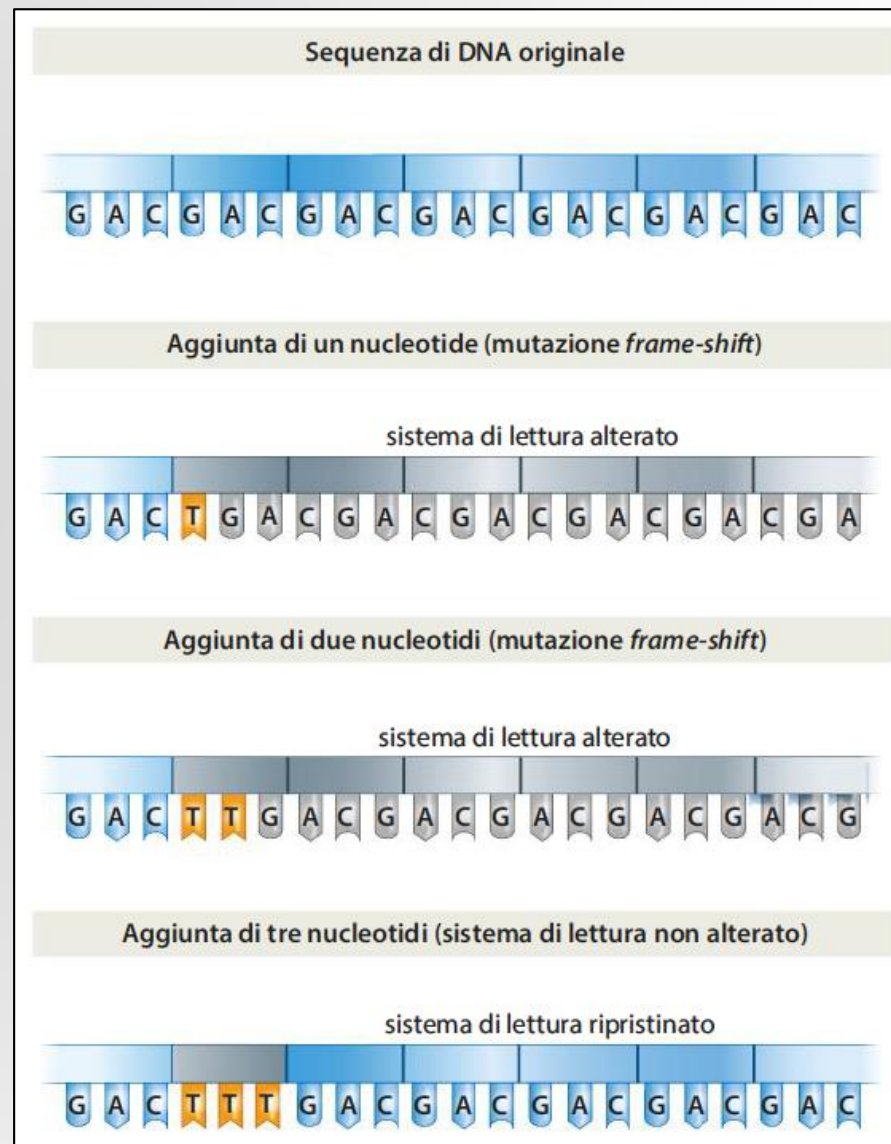 Sequenza di DNA originale
G A C G A C G A C G A C G A C G A C G A C
Aggiunta di un nucleotide (mutazione frame-shift)
sistema di lettura alterato
G A C T G A C G A C G A C G A C G A C G A
Aggiunta di due nucleotidi (mutazione frame-shift)
sistema di lettura alterato
G A C T T G A C G A C G A C G A C G A C G
Aggiunta di tre nucleotidi (sistema di lettura non alterato)
sistema di lettura ripristinato
G A C T T T G A C G A C G A C G A C G A C